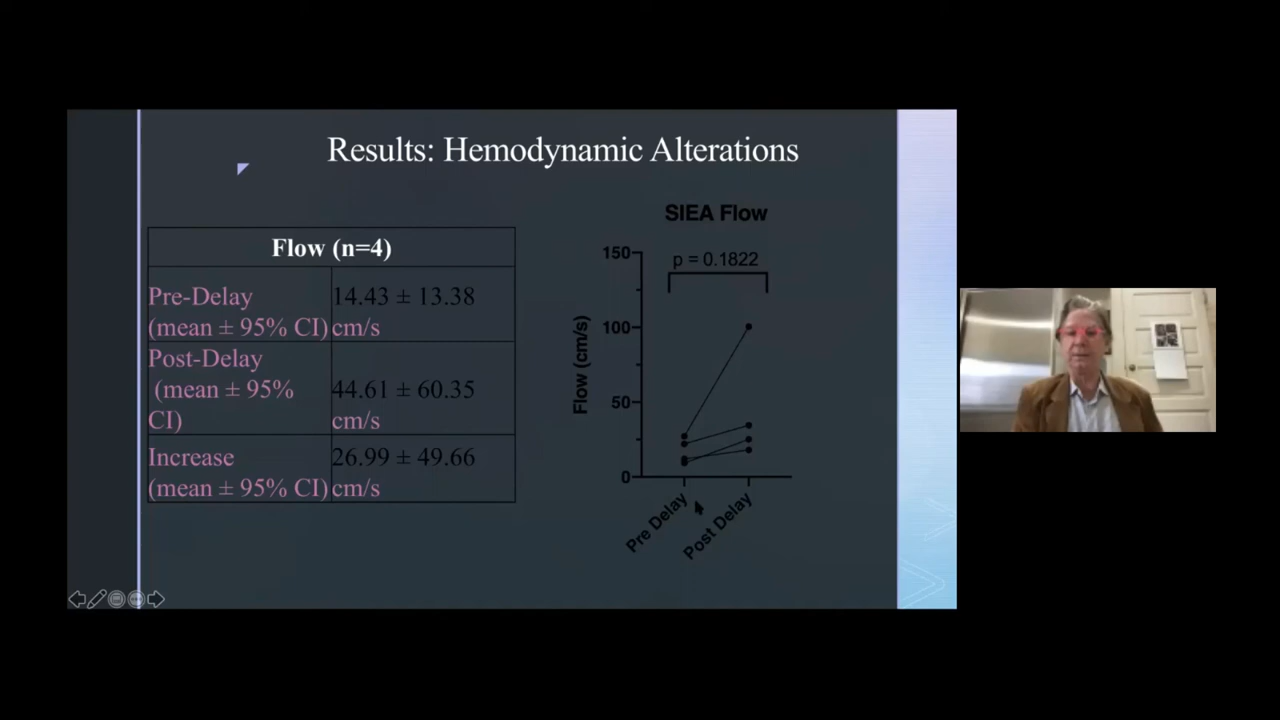 Results: Hemodynamic Alterations
Flow (n=4)
Pre-Delay
(mean ± 95% CI)
14.43 ± 13.38
cm/s
Post-Delay
(mean ± 95%
CI)
44.61 ± 60.35
cm/s
Increase
(mean ± 95% CI)
26.99 ± 49.66
cm/s
SIEA Flow
p = 0.1822
150
100
50
0
Flow (cm/s)
Pre Delay
Post Delay